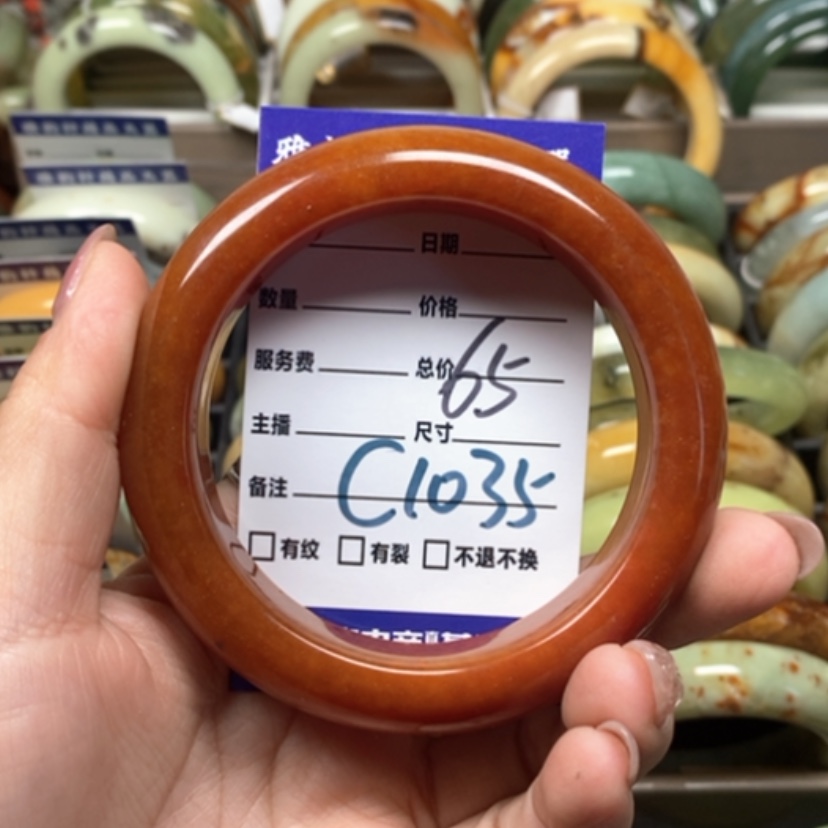 雅
日期
数量 价格
服务费 总价 65
主播 尺寸
备注 C1035
有纹 有裂 不退不换